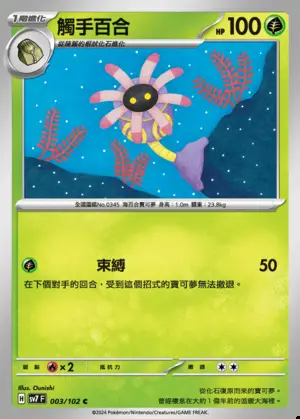 1階進化
觸手百合
HP 100
從陳舊的根狀化石進化
全國圖鑑No.0345 海百合寶可夢 身高:1.0m 體重:23.8kg
束縛 50
在下個對手的回合,受到這個招式的寶可夢無法撤退。
弱點 ×2 抵抗力 撤退
Illus. Ounishi
H SV7 F 003/102 C
從化石復原而來的寶可夢。
曾經棲息在大約1億年前的溫暖海裡。
©2024 Pokémon/Nintendo/Creatures/GAME FREAK.